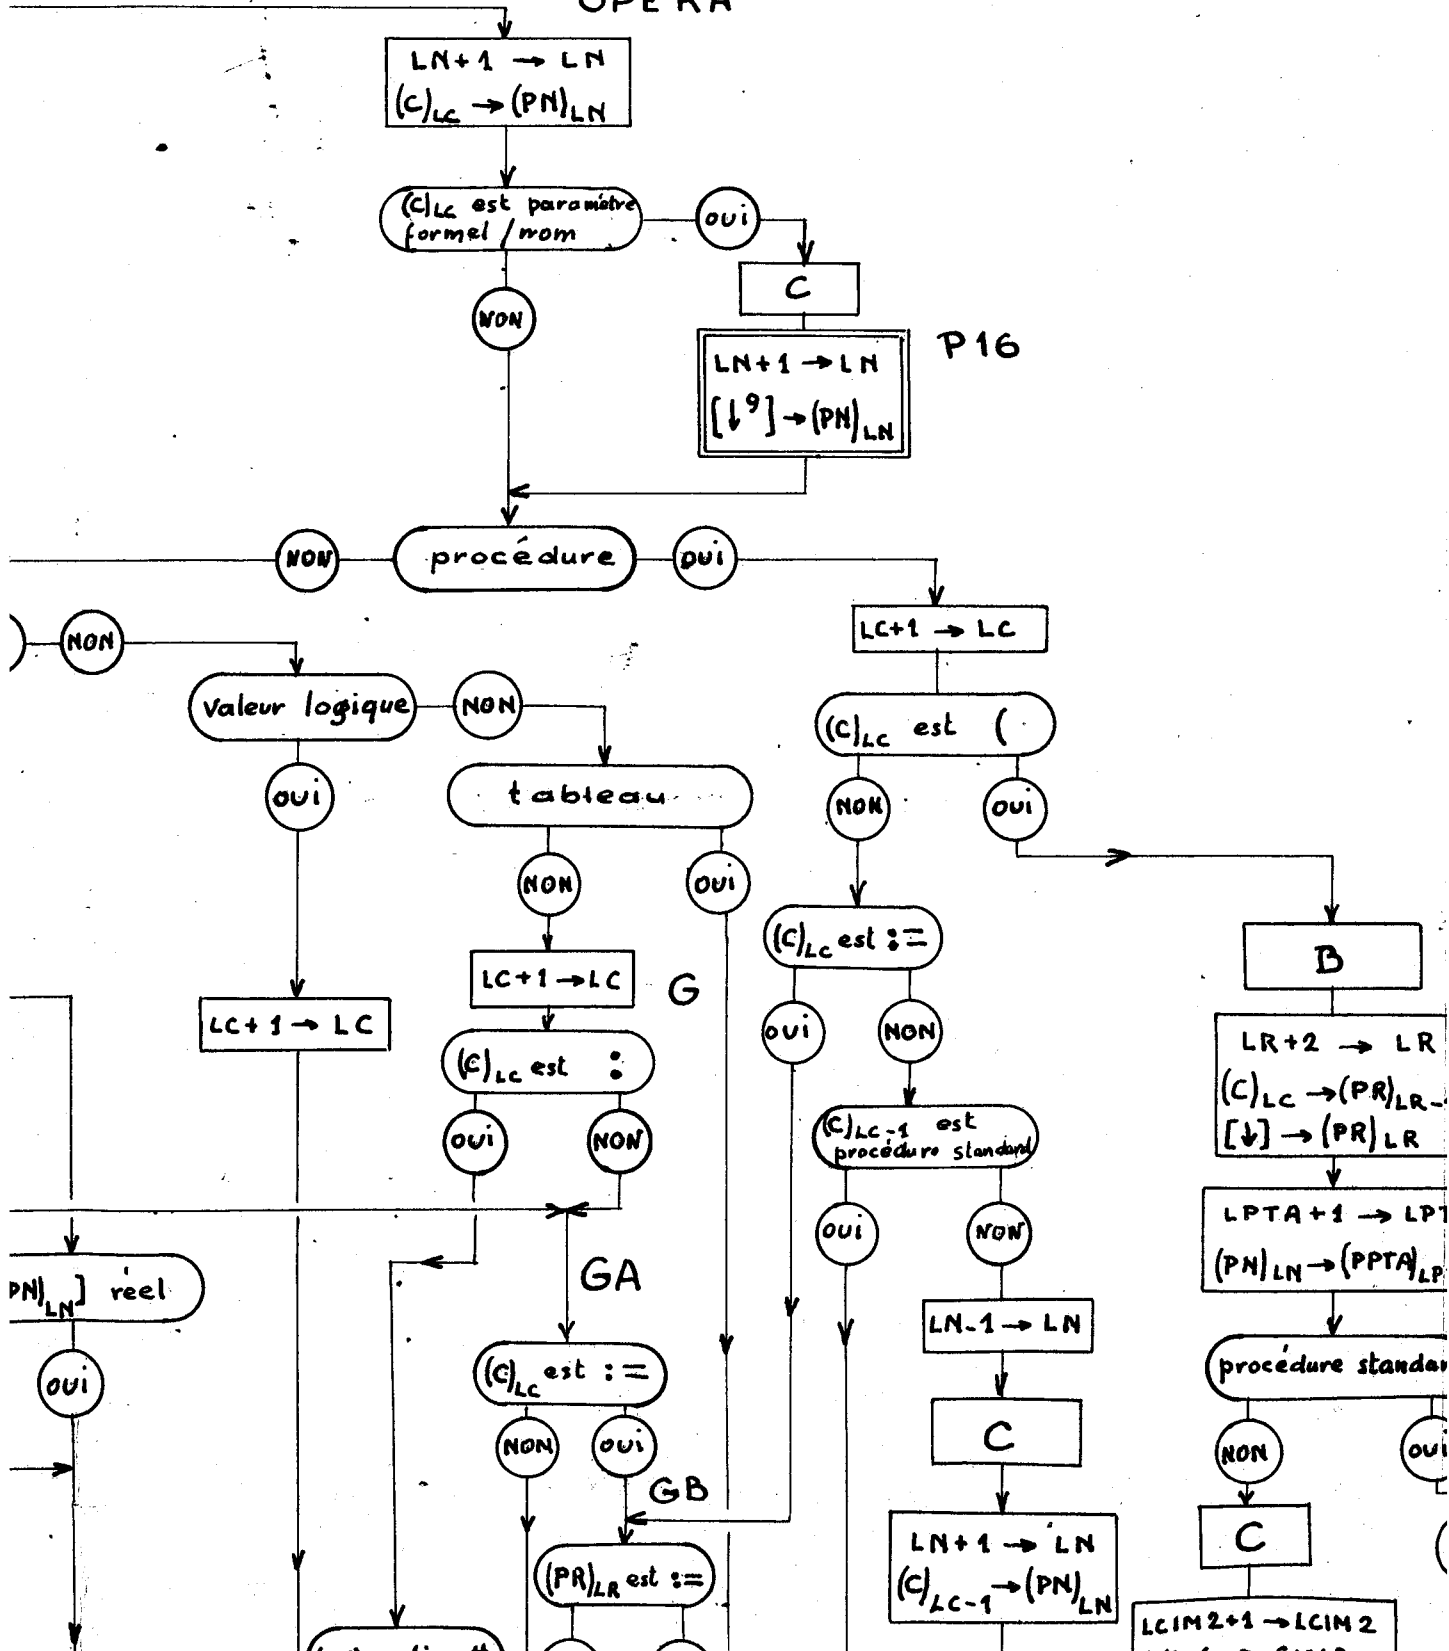 OPERA
LN+1 → LN
(C)LC → (PN)LN
(C)LC est paramètre
formel / nom
OUI
NON
C
P16
LN+1 → LN
[↓9] → (PN)LN
NON
procédure
OUI
LC+1 → LC
NON
Valeur logique
NON
(C)LC est (
OUI
tableau
NON
OUI
NON
OUI
(C)LC est :=
B
LC+1 → LC
G
LC+1 → LC
OUI
NON
LR+2 → LR
(C)LC est :
(C)LC → (PR)LR-
[↓] → (PR)LR
OUI
NON
(C)LC-1 est
procédure standard
LPTA+1 → LPT
(PN)LN → (PPTA)LP
OUI
NON
PN)LN] réel
GA
LN-1 → LN
(C)LC est :=
procédure standar
OUI
NON
OUI
C
NON
OUI
GB
C
LN+1 → LN
(C)LC-1 → (PN)LN
(PR)LR est :=
LCIM2+1 → LCIM2